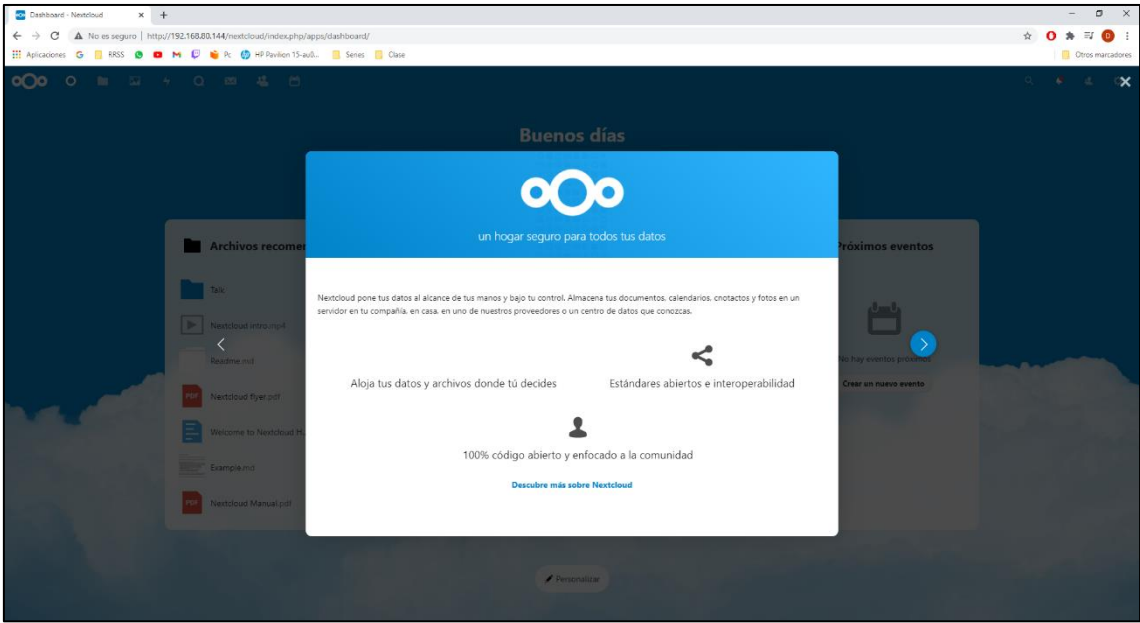 Dashboard - Nextcloud
No es seguro | http://192.168.80.144/nextcloud/index.php/apps/dashboard/
Aplicaciones RRSS Pc HP Pavilion 15-au0... Series Clase Otros marcadores
Buenos días
un hogar seguro para todos tus datos
Nextcloud pone tus datos al alcance de tus manos y bajo tu control. Almacena tus documentos, calendarios, cnotactos y fotos en un
servidor en tu compañía, en casa, en uno de nuestros proveedores o un centro de datos que conozcas.
Aloja tus datos y archivos donde tú decides
Estándares abiertos e interoperabilidad
100% código abierto y enfocado a la comunidad
Descubre más sobre Nextcloud
Archivos recomen
Talk
Nextcloud intro.mp4
Readme.md
PDF Nextcloud flyer.pdf
Welcome to Nextcloud H...
Example.md
PDF Nextcloud Manual.pdf
Próximos eventos
No hay eventos próximos
Crear un nuevo evento
Personalizar